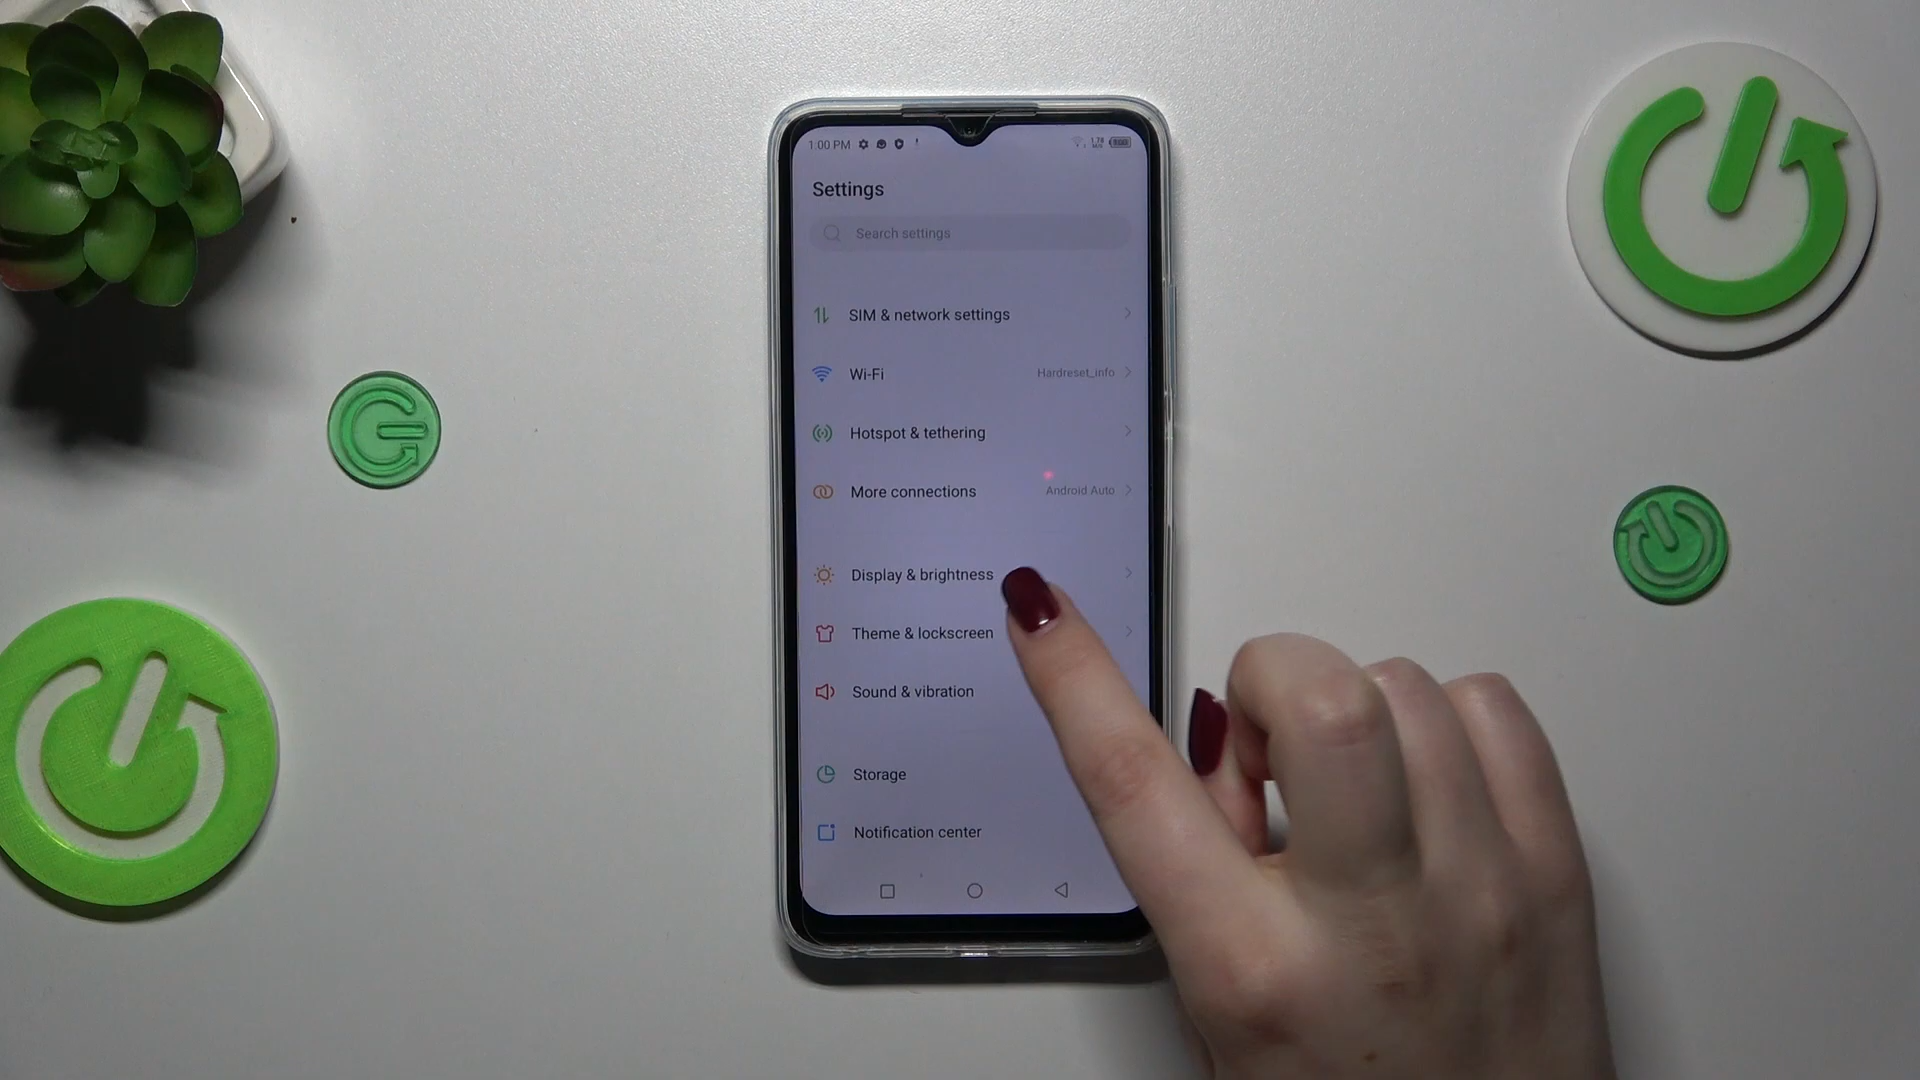 1:00 PM
Settings
Search settings
SIM & network settings
Wi-Fi
Hardreset_info
Hotspot & tethering
More connections
Android Auto
Display & brightness
Theme & lockscreen
Sound & vibration
Storage
Notification center